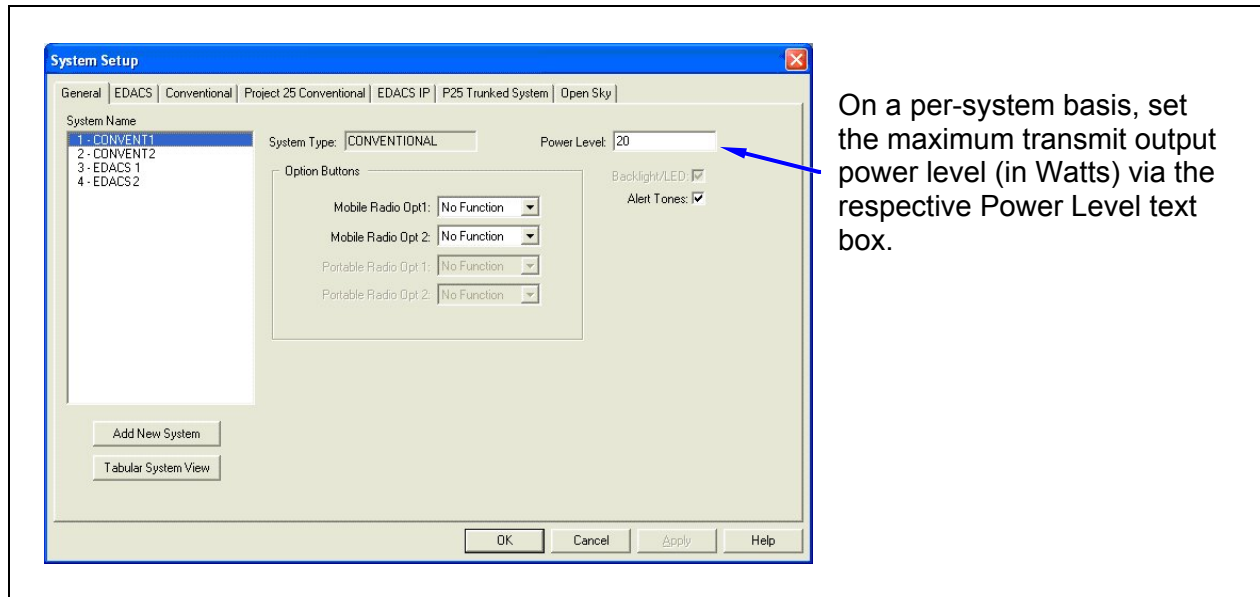 System Setup
General EDACS Conventional Project 25 Conventional EDACS IP P25 Trunked System Open Sky
System Name
1 - CONVENT1
2 - CONVENT2
3 - EDACS 1
4 - EDACS 2
System Type: CONVENTIONAL
Power Level: 20
Option Buttons
Backlight/LED:
Alert Tones:
Mobile Radio Opt1: No Function
Mobile Radio Opt 2: No Function
Portable Radio Opt 1: No Function
Portable Radio Opt 2: No Function
Add New System
Tabular System View
OK Cancel Apply Help
On a per-system basis, set
the maximum transmit output
power level (in Watts) via the
respective Power Level text
box.